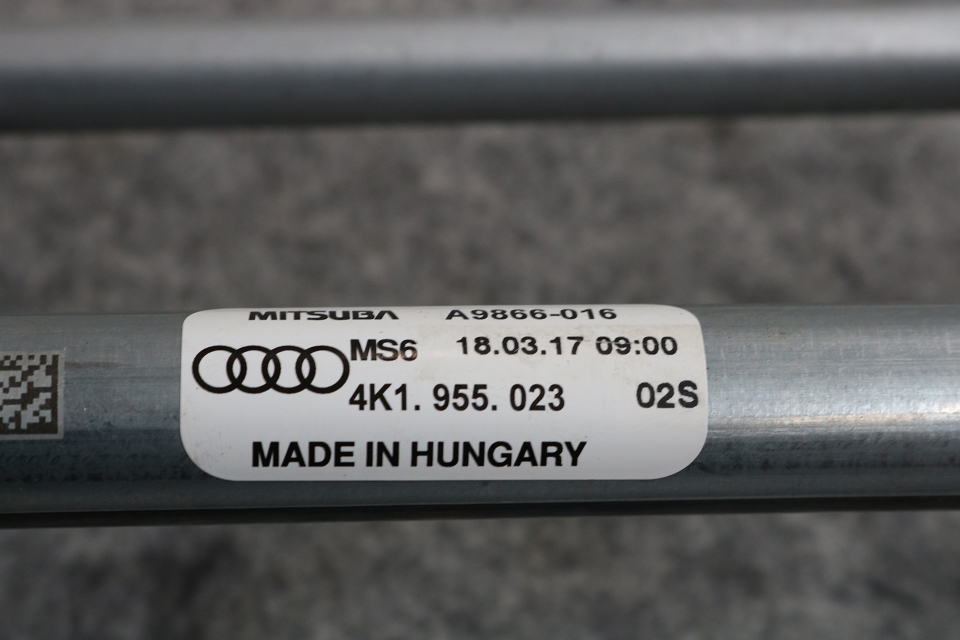 MITSUBA A9866-016
MS6 18.03.17 09:00
4K1. 955. 023 02S
MADE IN HUNGARY